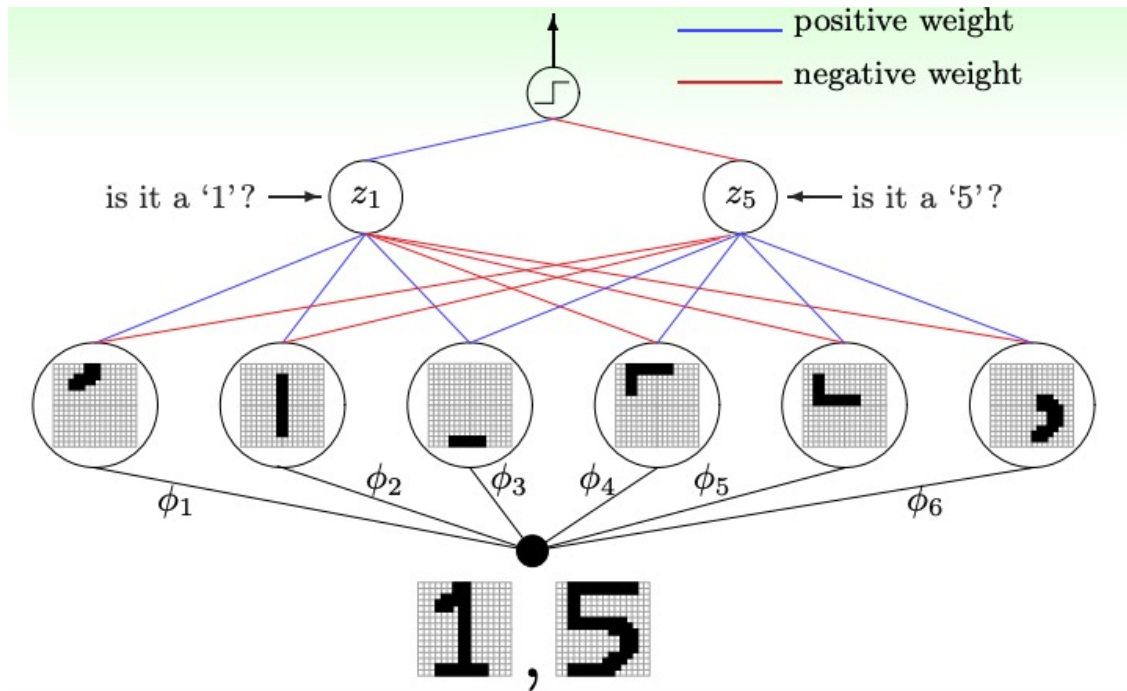 positive weight
negative weight
is it a ‘1’?
z₁
z₅
is it a ‘5’?
ϕ₁
ϕ₂
ϕ₃
ϕ₄
ϕ₅
ϕ₆
1 , 5